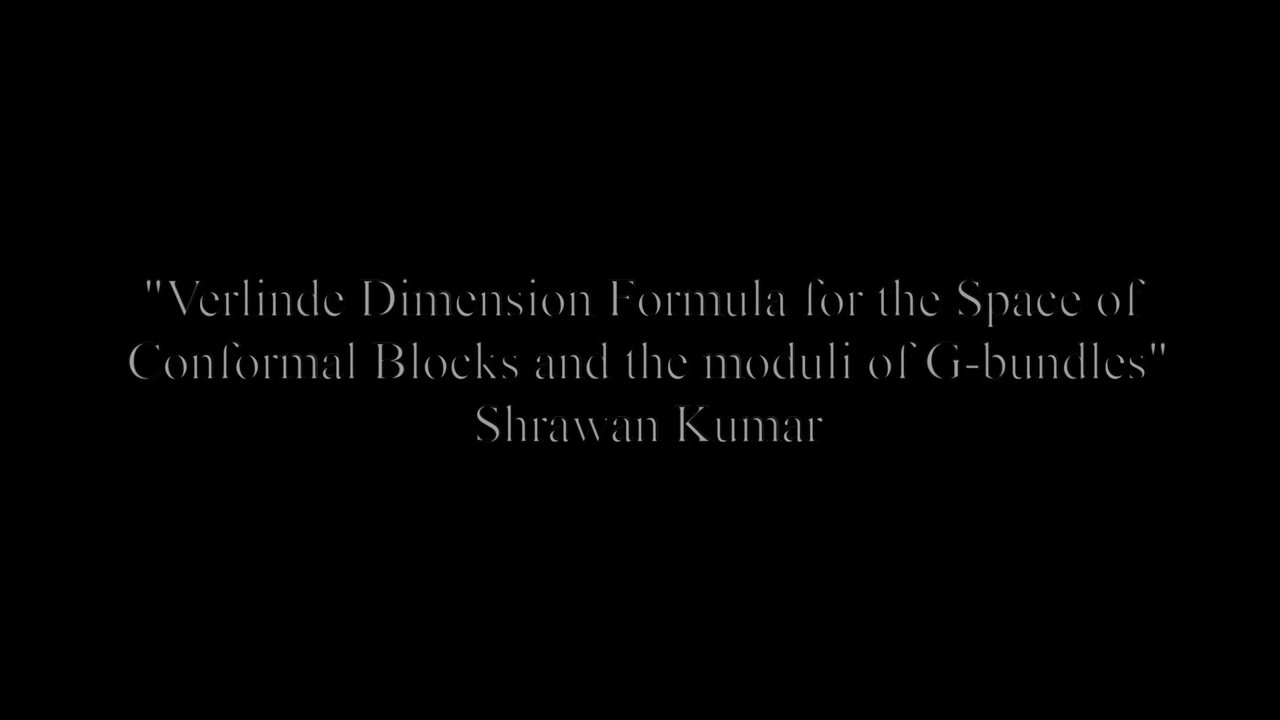 "Verlinde Dimension Formula for the Space of
Conformal Blocks and the moduli of G-bundles"
Shrawan Kumar